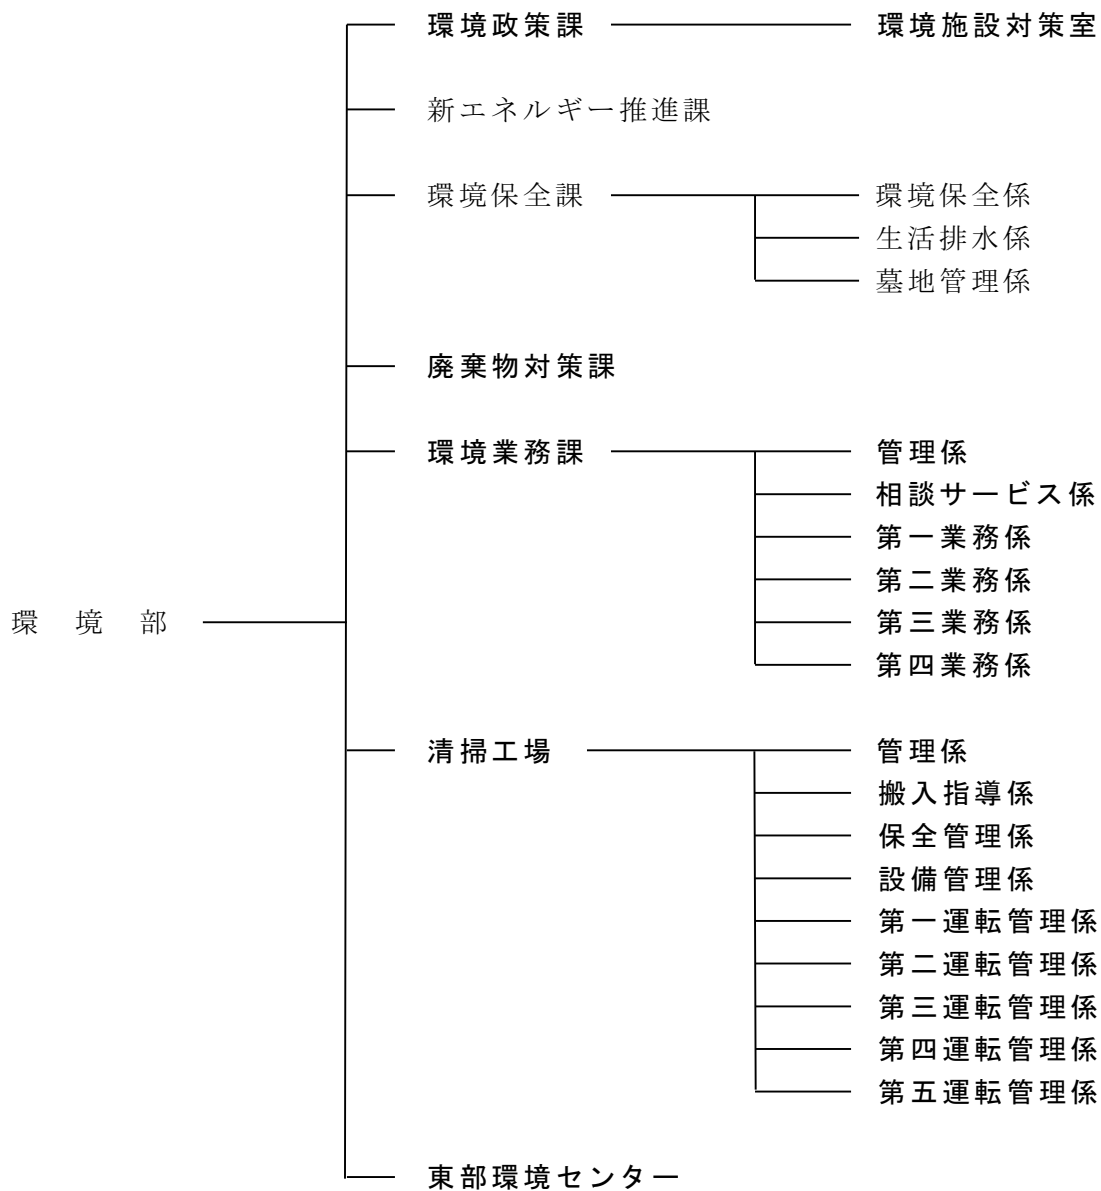 環境政策課 環境施設対策室
新エネルギー推進課
環境保全課 環境保全係
生活排水係
墓地管理係
廃棄物対策課
環境業務課 管理係
相談サービス係
第一業務係
第二業務係
環境部 第三業務係
第四業務係
清掃工場 管理係
搬入指導係
保全管理係
設備管理係
第一運転管理係
第二運転管理係
第三運転管理係
第四運転管理係
第五運転管理係
東部環境センター